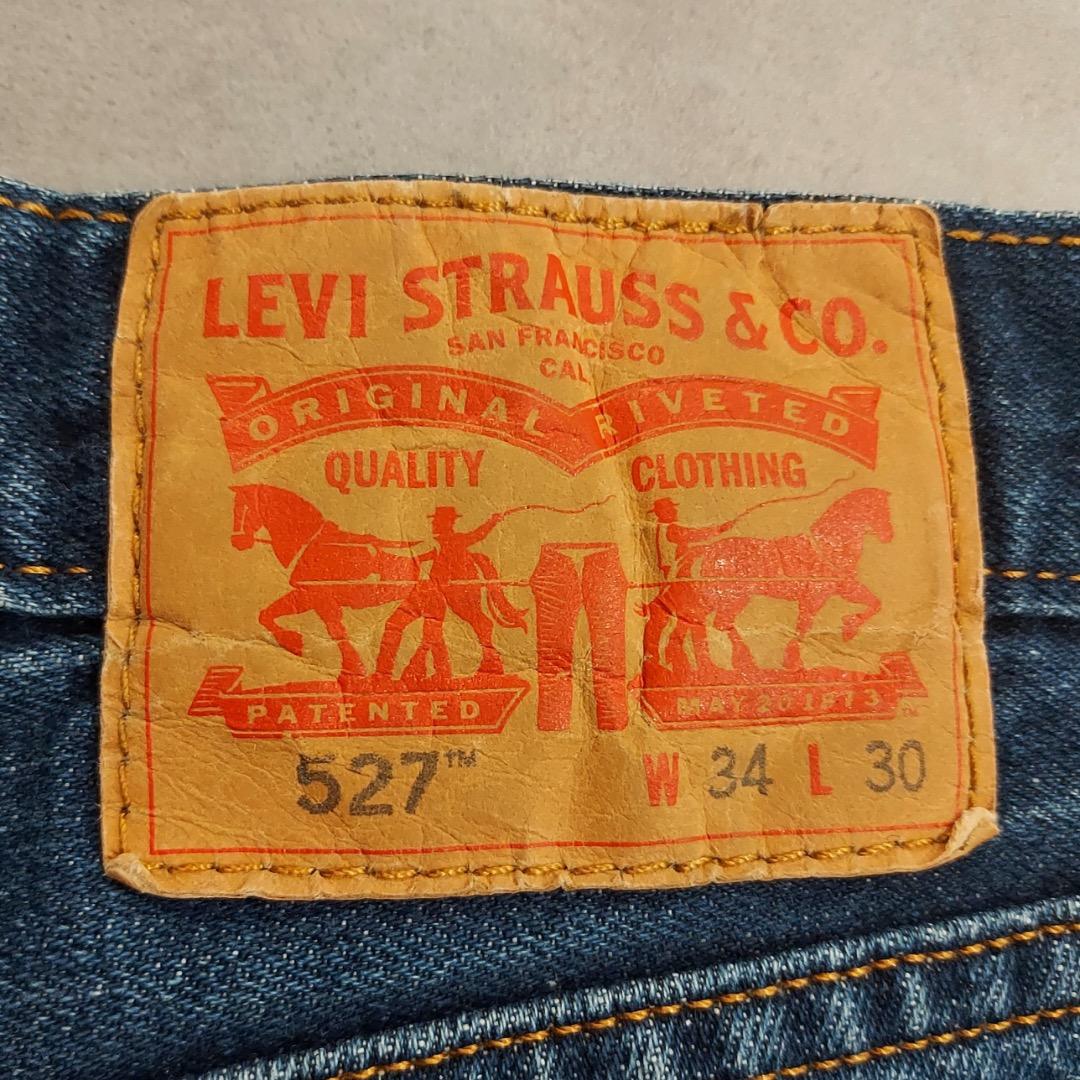 LEVI STRAUSS & CO.
SAN FRANCISCO
CAL
ORIGINAL RIVETED
QUALITY CLOTHING
PATENTED MAY 20 1873
527™ W 34 L 30